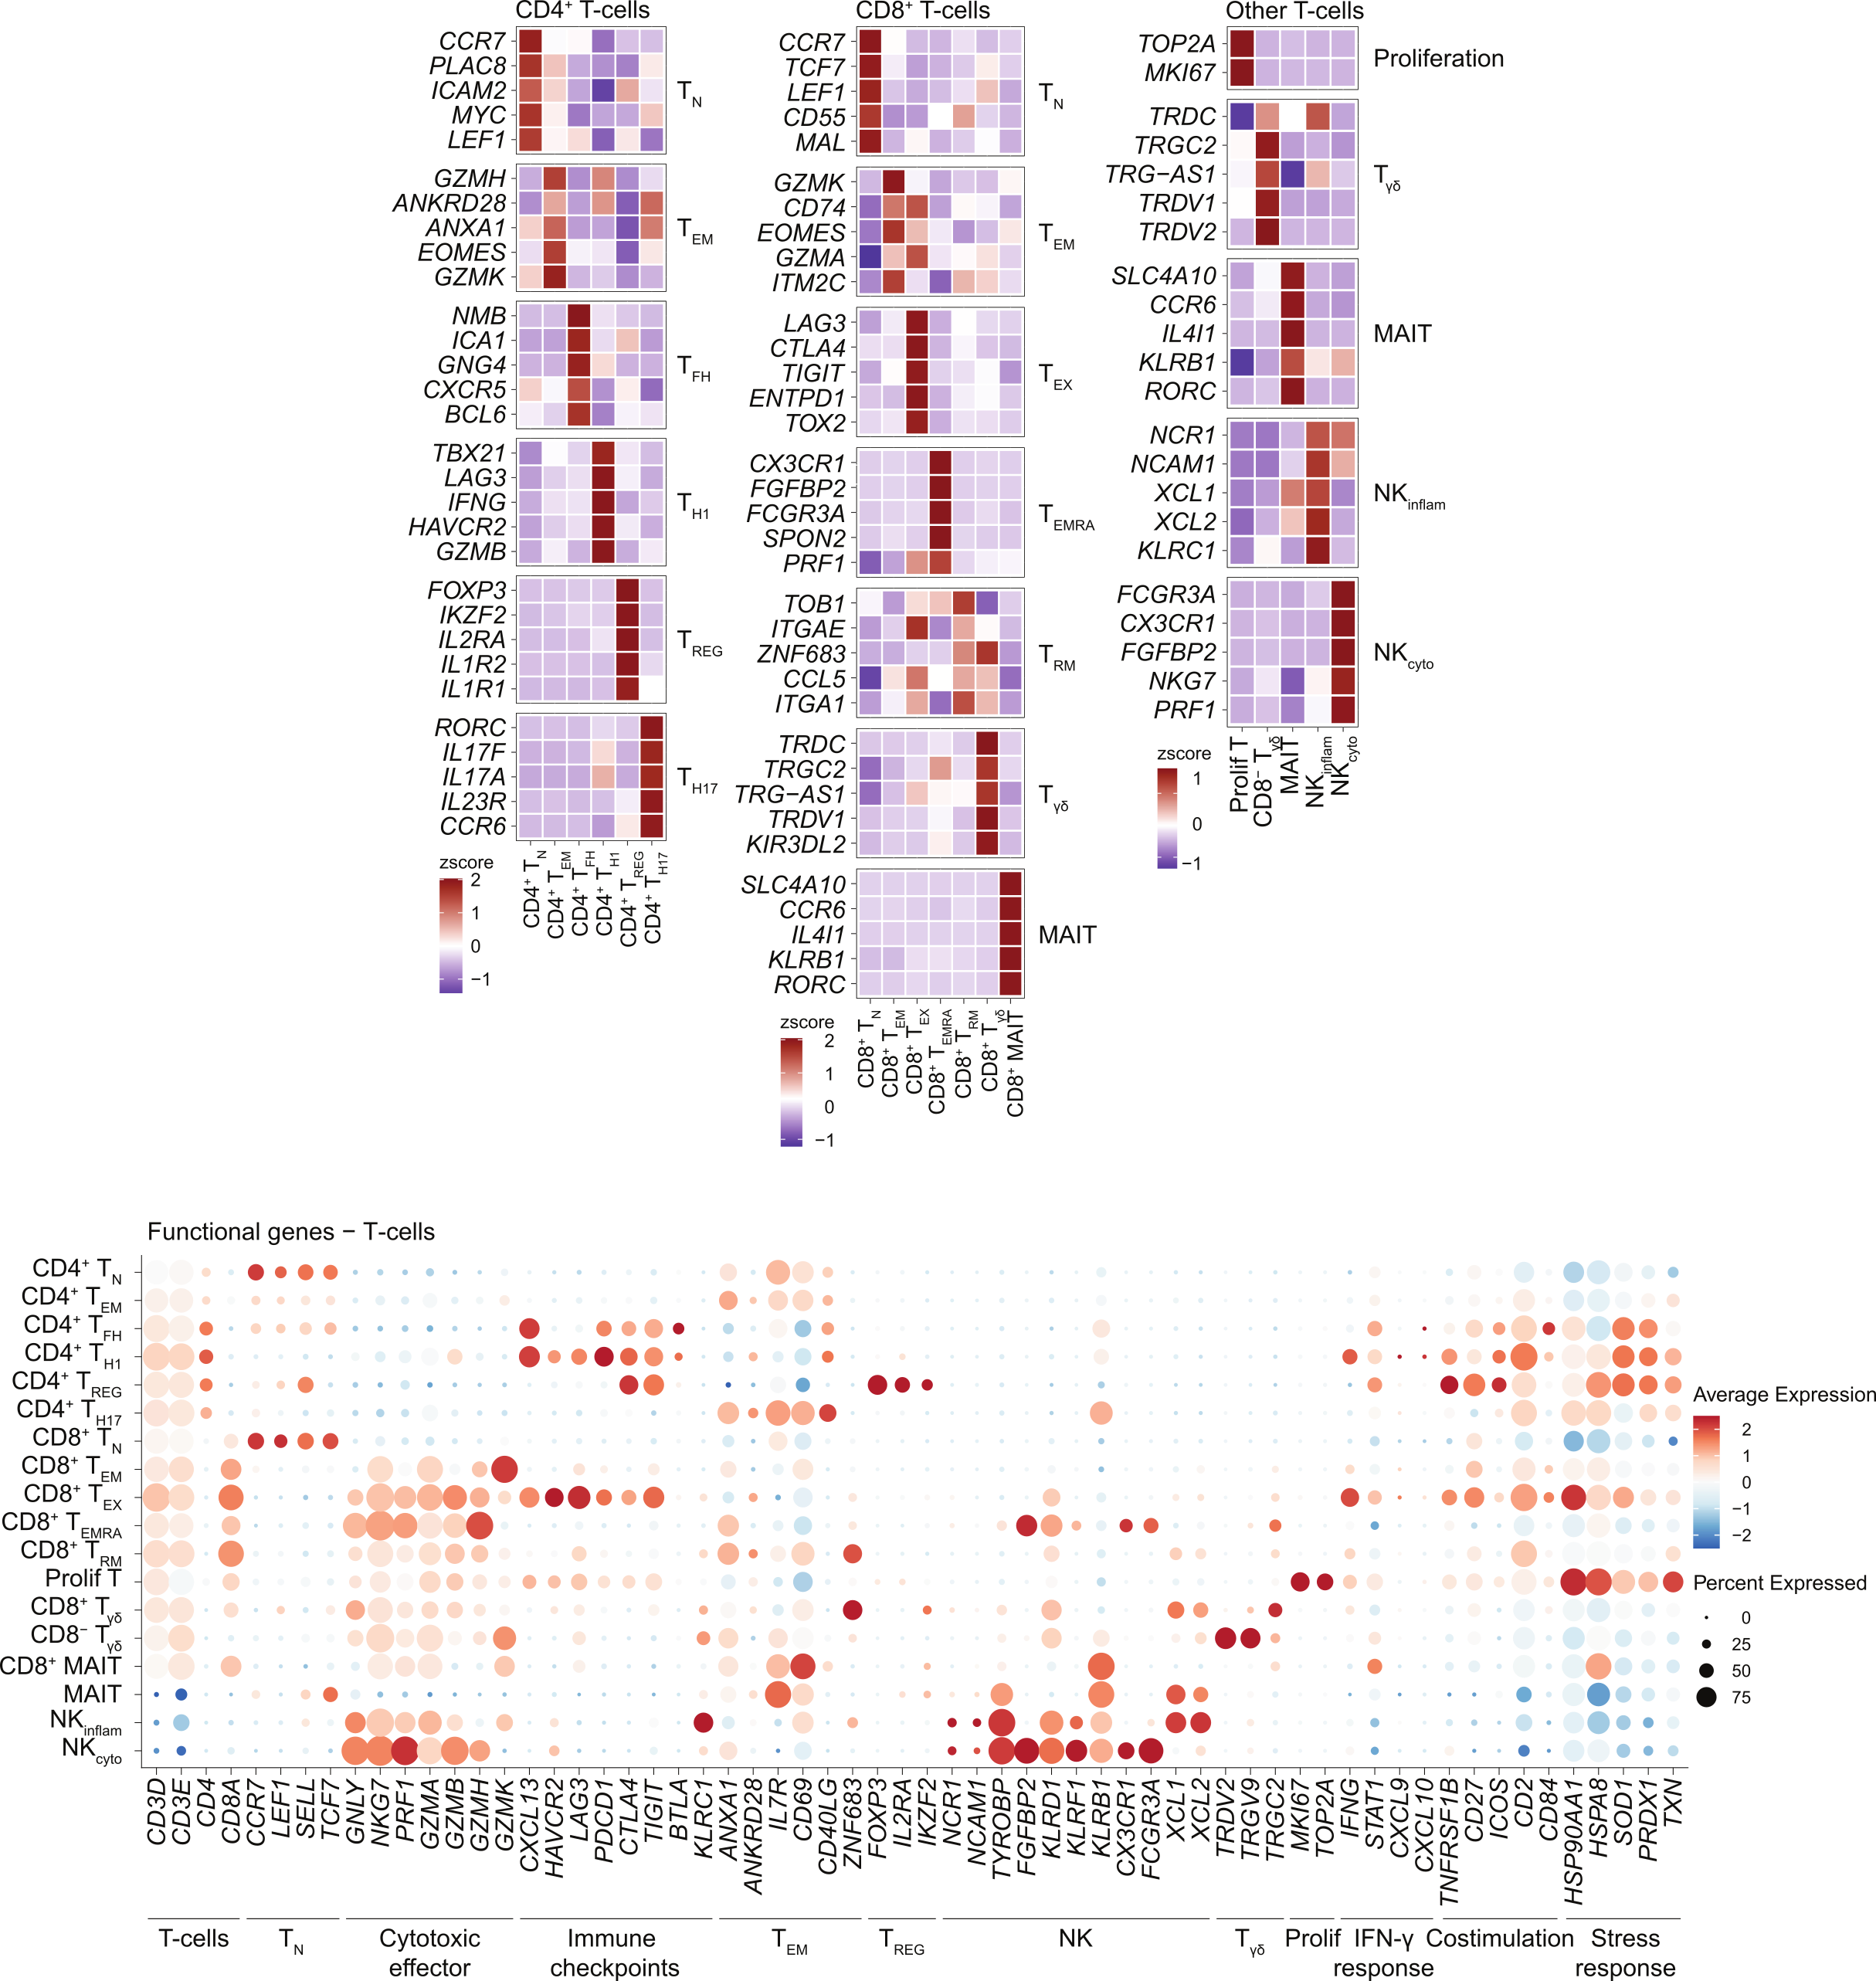 CD4⁺ T-cells
CCR7
PLAC8
ICAM2
MYC
LEF1
T_N
GZMH
ANKRD28
ANXA1
EOMES
GZMK
T_EM
NMB
ICA1
GNG4
CXCR5
BCL6
T_FH
TBX21
LAG3
IFNG
HAVCR2
GZMB
T_H1
FOXP3
IKZF2
IL2RA
IL1R2
IL1R1
T_REG
RORC
IL17F
IL17A
IL23R
CCR6
T_H17
CD4⁺ T_N
CD4⁺ T_EM
CD4⁺ T_FH
CD4⁺ T_H1
CD4⁺ T_REG
CD4⁺ T_H17
zscore
2
1
0
−1
CD8⁺ T-cells
CCR7
TCF7
LEF1
CD55
MAL
T_N
GZMK
CD74
EOMES
GZMA
ITM2C
T_EM
LAG3
CTLA4
TIGIT
ENTPD1
TOX2
T_EX
CX3CR1
FGFBP2
FCGR3A
SPON2
PRF1
T_EMRA
TOB1
ITGAE
ZNF683
CCL5
ITGA1
T_RM
TRDC
TRGC2
TRG−AS1
TRDV1
KIR3DL2
T_γδ
SLC4A10
CCR6
IL4I1
KLRB1
RORC
MAIT
CD8⁺ T_N
CD8⁺ T_EM
CD8⁺ T_EX
CD8⁺ T_EMRA
CD8⁺ T_RM
CD8⁺ T_γδ
CD8⁺ MAIT
zscore
2
1
0
−1
Other T-cells
TOP2A
MKI67
Proliferation
TRDC
TRGC2
TRG−AS1
TRDV1
TRDV2
T_γδ
SLC4A10
CCR6
IL4I1
KLRB1
RORC
MAIT
NCR1
NCAM1
XCL1
XCL2
KLRC1
NK_inflam
FCGR3A
CX3CR1
FGFBP2
NKG7
PRF1
NK_cyto
Prolif T
CD8⁻ T_γδ
MAIT
NK_inflam
NK_cyto
zscore
1
0
−1
Functional genes − T-cells
CD4⁺ T_N
CD4⁺ T_EM
CD4⁺ T_FH
CD4⁺ T_H1
CD4⁺ T_REG
CD4⁺ T_H17
CD8⁺ T_N
CD8⁺ T_EM
CD8⁺ T_EX
CD8⁺ T_EMRA
CD8⁺ T_RM
Prolif T
CD8⁺ T_γδ
CD8⁻ T_γδ
CD8⁺ MAIT
MAIT
NK_inflam
NK_cyto
CD3D
CD3E
CD4
CD8A
CCR7
LEF1
SELL
TCF7
GNLY
NKG7
PRF1
GZMA
GZMB
GZMH
GZMK
CXCL13
HAVCR2
LAG3
PDCD1
CTLA4
TIGIT
BTLA
KLRC1
ANXA1
ANKRD28
IL7R
CD69
CD40LG
ZNF683
FOXP3
IL2RA
IKZF2
NCR1
NCAM1
TYROBP
FGFBP2
KLRD1
KLRF1
KLRB1
CX3CR1
FCGR3A
XCL1
XCL2
TRDV2
TRGV9
TRGC2
MKI67
TOP2A
IFNG
STAT1
CXCL9
CXCL10
TNFRSF1B
CD27
ICOS
CD2
CD84
HSP90AA1
HSPA8
SOD1
PRDX1
TXN
T-cells
T_N
Cytotoxic
effector
Immune
checkpoints
T_EM
T_REG
NK
T_γδ
Prolif
IFN-γ
response
Costimulation
Stress
response
Average Expression
2
1
0
−1
−2
Percent Expressed
0
25
50
75